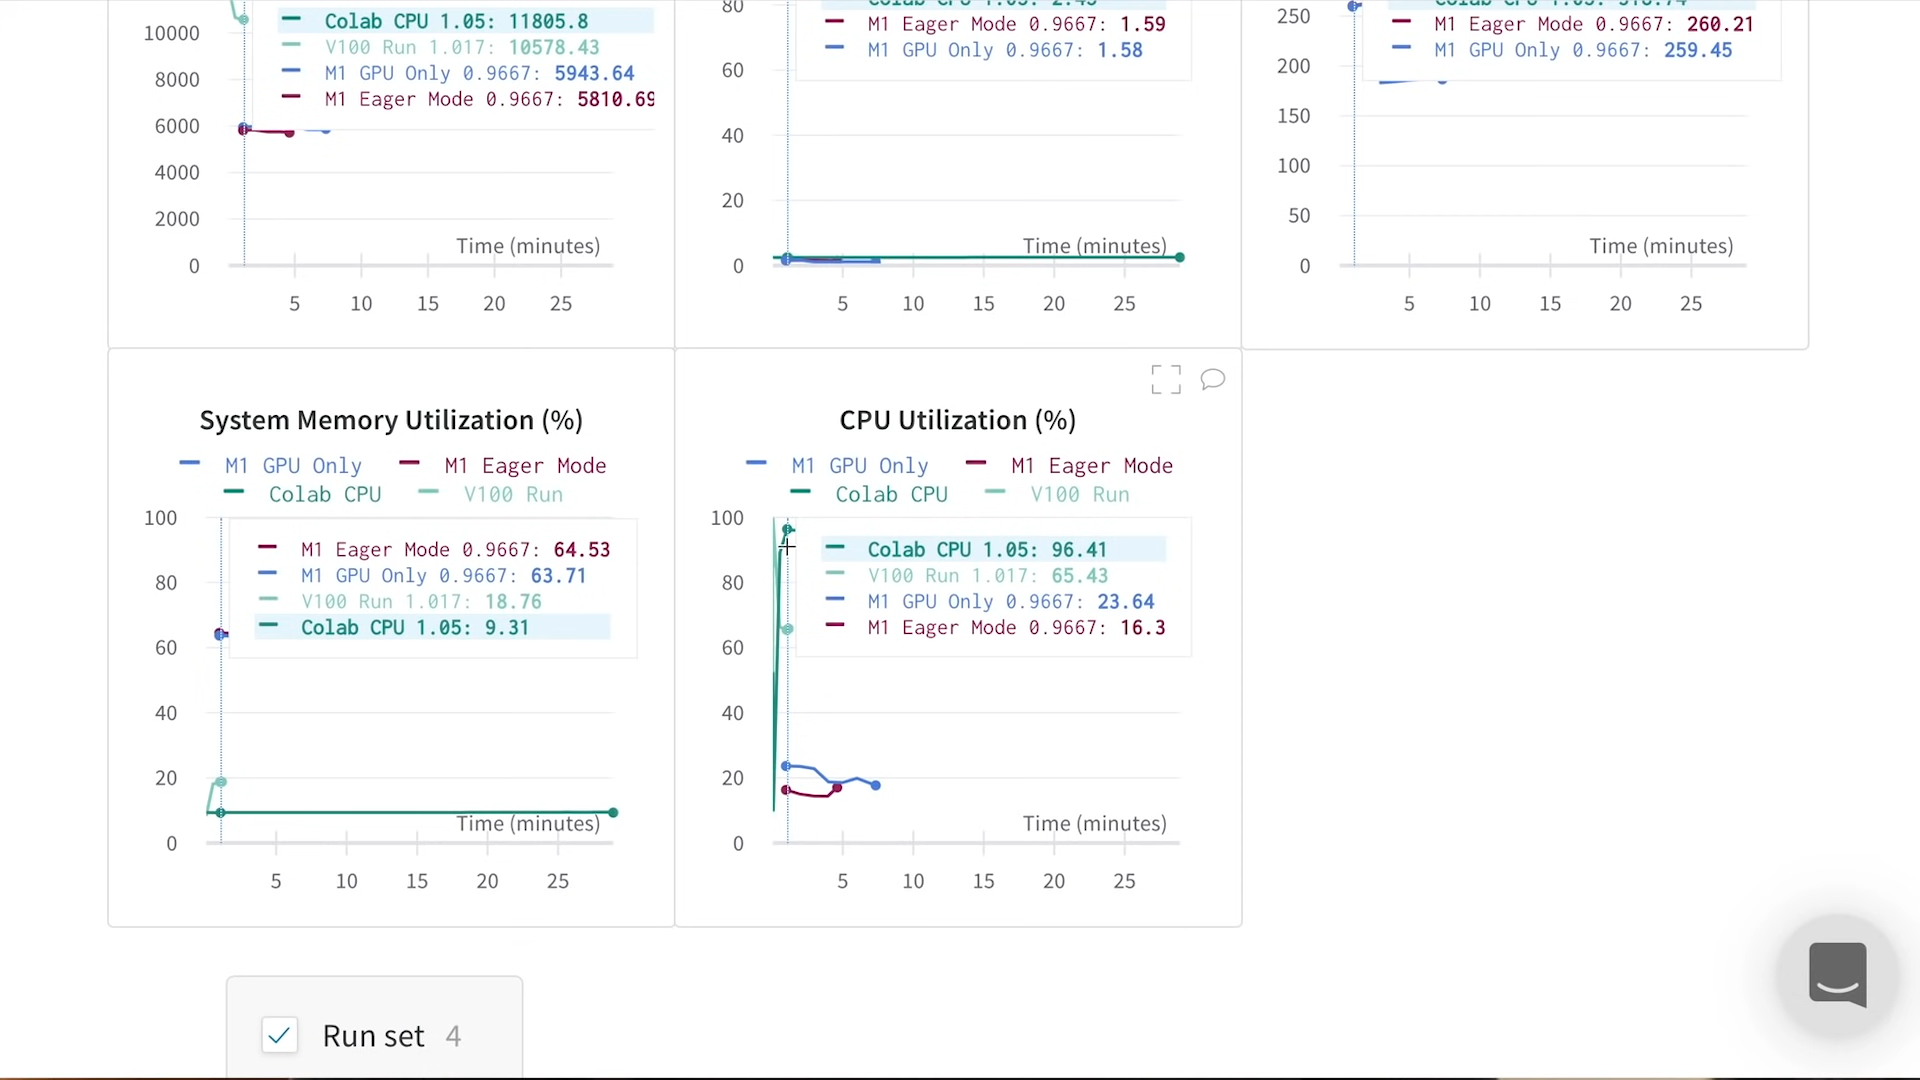 Colab CPU 1.05: 11805.8
V100 Run 1.017: 10578.43
M1 GPU Only 0.9667: 5943.64
M1 Eager Mode 0.9667: 5810.69
10000
8000
6000
4000
2000
0
Time (minutes)
5 10 15 20 25
M1 Eager Mode 0.9667: 1.59
M1 GPU Only 0.9667: 1.58
80
60
40
20
0
Time (minutes)
5 10 15 20 25
M1 Eager Mode 0.9667: 260.21
M1 GPU Only 0.9667: 259.45
250
200
150
100
50
0
Time (minutes)
5 10 15 20 25
System Memory Utilization (%)
M1 GPU Only M1 Eager Mode
Colab CPU V100 Run
100
80
60
40
20
0
M1 Eager Mode 0.9667: 64.53
M1 GPU Only 0.9667: 63.71
V100 Run 1.017: 18.76
Colab CPU 1.05: 9.31
Time (minutes)
5 10 15 20 25
CPU Utilization (%)
M1 GPU Only M1 Eager Mode
Colab CPU V100 Run
100
80
60
40
20
0
Colab CPU 1.05: 96.41
V100 Run 1.017: 65.43
M1 GPU Only 0.9667: 23.64
M1 Eager Mode 0.9667: 16.3
Time (minutes)
5 10 15 20 25
Run set 4